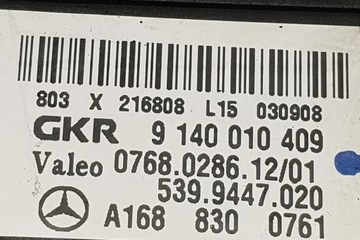 803 X 216808 L15 030908
GKR 9 140 010 409
Valeo 0768.0286.12/01
539.9447.020
A168 830 0761